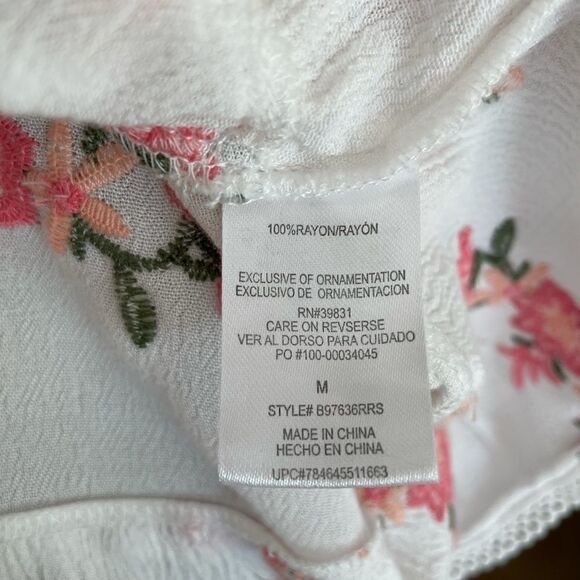 100%RAYON/RAYÓN
EXCLUSIVE OF ORNAMENTATION
EXCLUSIVO DE ORNAMENTACION
RN#39831
CARE ON REVSERSE
VER AL DORSO PARA CUIDADO
PO #100-00034045
M
STYLE# B97636RRS
MADE IN CHINA
HECHO EN CHINA
UPC#784645511663